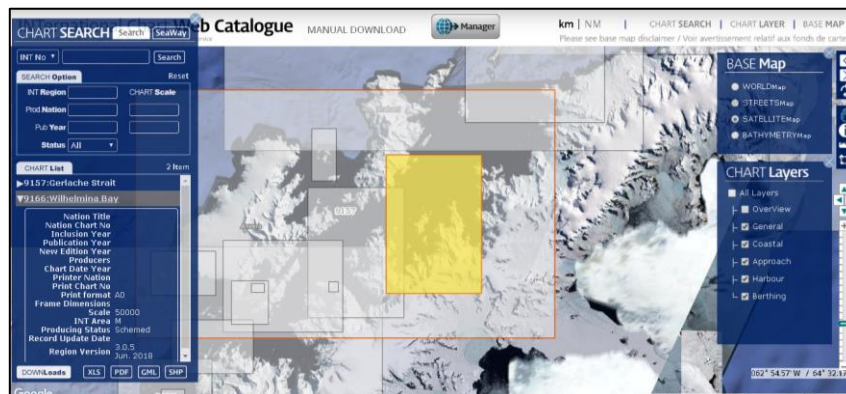 INTernational Chart Web Catalogue
MANUAL DOWNLOAD
Manager
km | NM | CHART SEARCH | CHART LAYER | BASE MAP
Please see base map disclaimer / Voir avertissement relatif aux fonds de carte
CHART SEARCH Search SeaWay
INT No Search
SEARCH Option Reset
INT Region CHART Scale
Prod Nation
Pub Year
Status All
CHART List 2 Item
9157:Gerlache Strait
9166:Wilhelmina Bay
Nation Title
Nation Chart No
Inclusion Year
Publication Year
New Edition Year
Producers
Chart Date Year
Printer Nation
Print Chart No
Print format A0
Frame Dimensions
Scale 50000
INT Area M
Producing Status Schemed
Record Update Date
Region Version 3.0.5
Jun. 2018
DOWNLoads XLS PDF GML SHP
Google
9157
BASE Map
WORLDMap
STREETSMap
SATELLITEMap
BATHYMETRYMap
CHART Layers
All Layers
OverView
General
Coastal
Approach
Harbour
Berthing
062° 54.57' W / 64° 32.17